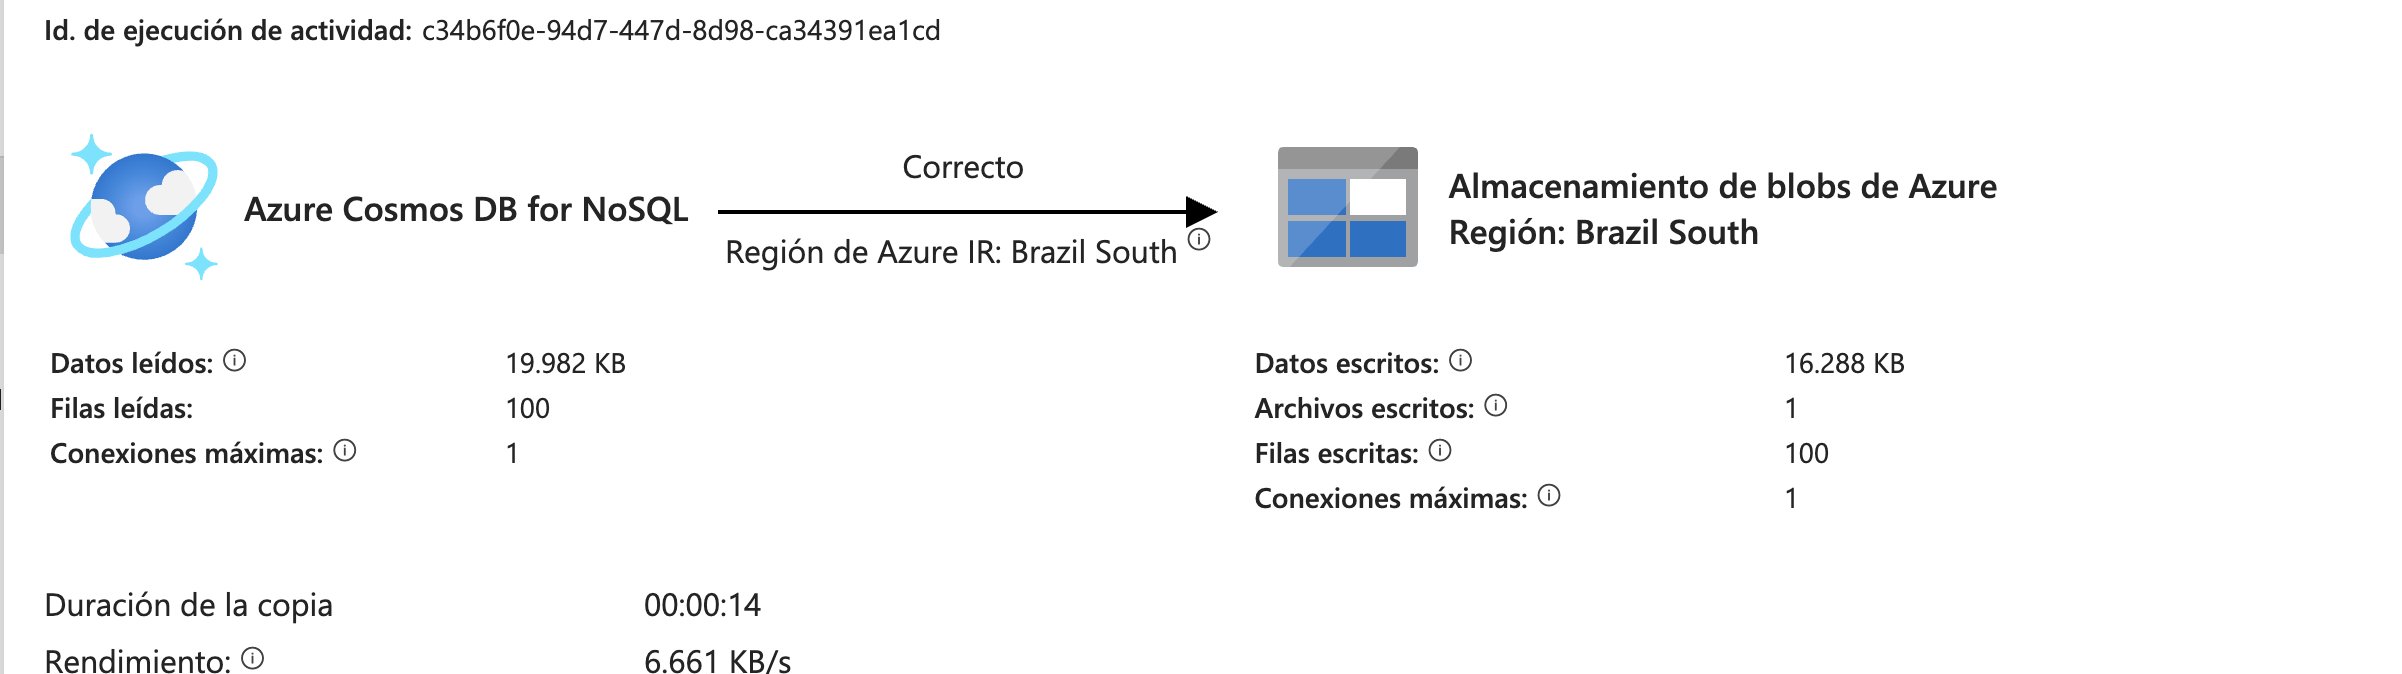 Id. de ejecución de actividad: c34b6f0e-94d7-447d-8d98-ca34391ea1cd
Azure Cosmos DB for NoSQL
Correcto
Región de Azure IR: Brazil South
Almacenamiento de blobs de Azure
Región: Brazil South
Datos leídos: 19.982 KB
Filas leídas: 100
Conexiones máximas: 1
Datos escritos: 16.288 KB
Archivos escritos: 1
Filas escritas: 100
Conexiones máximas: 1
Duración de la copia 00:00:14
Rendimiento: 6.661 KB/s